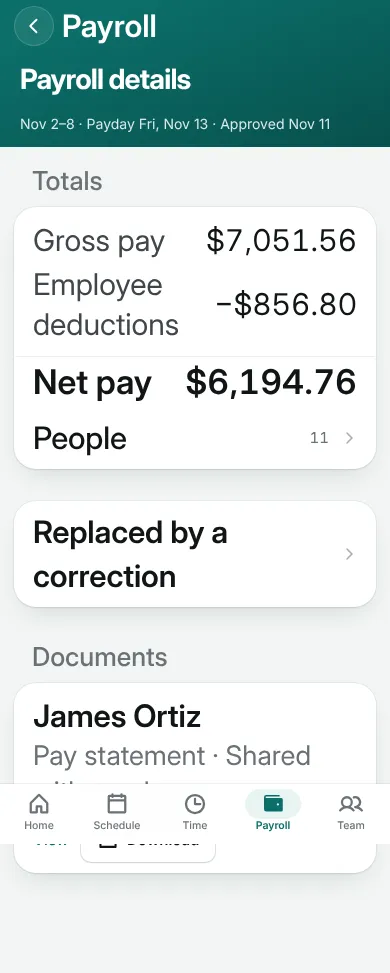 Payroll
Payroll details
Nov 2–8 · Payday Fri, Nov 13 · Approved Nov 11
Totals
Gross pay $7,051.56
Employee
deductions −$856.80
Net pay $6,194.76
People 11
Replaced by a
correction
Documents
James Ortiz
Pay statement · Shared
Home Schedule Time Payroll Team